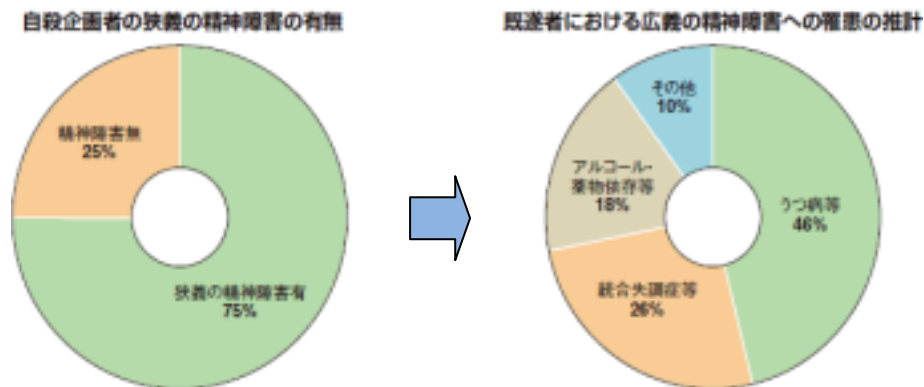 自殺企画者の狭義の精神障害の有無
既遂者における広義の精神障害への罹患の推計
精神障害無
25%
狭義の精神障害有
75%
その他
10%
アルコール・
薬物依存等
18%
うつ病等
46%
統合失調症等
26%